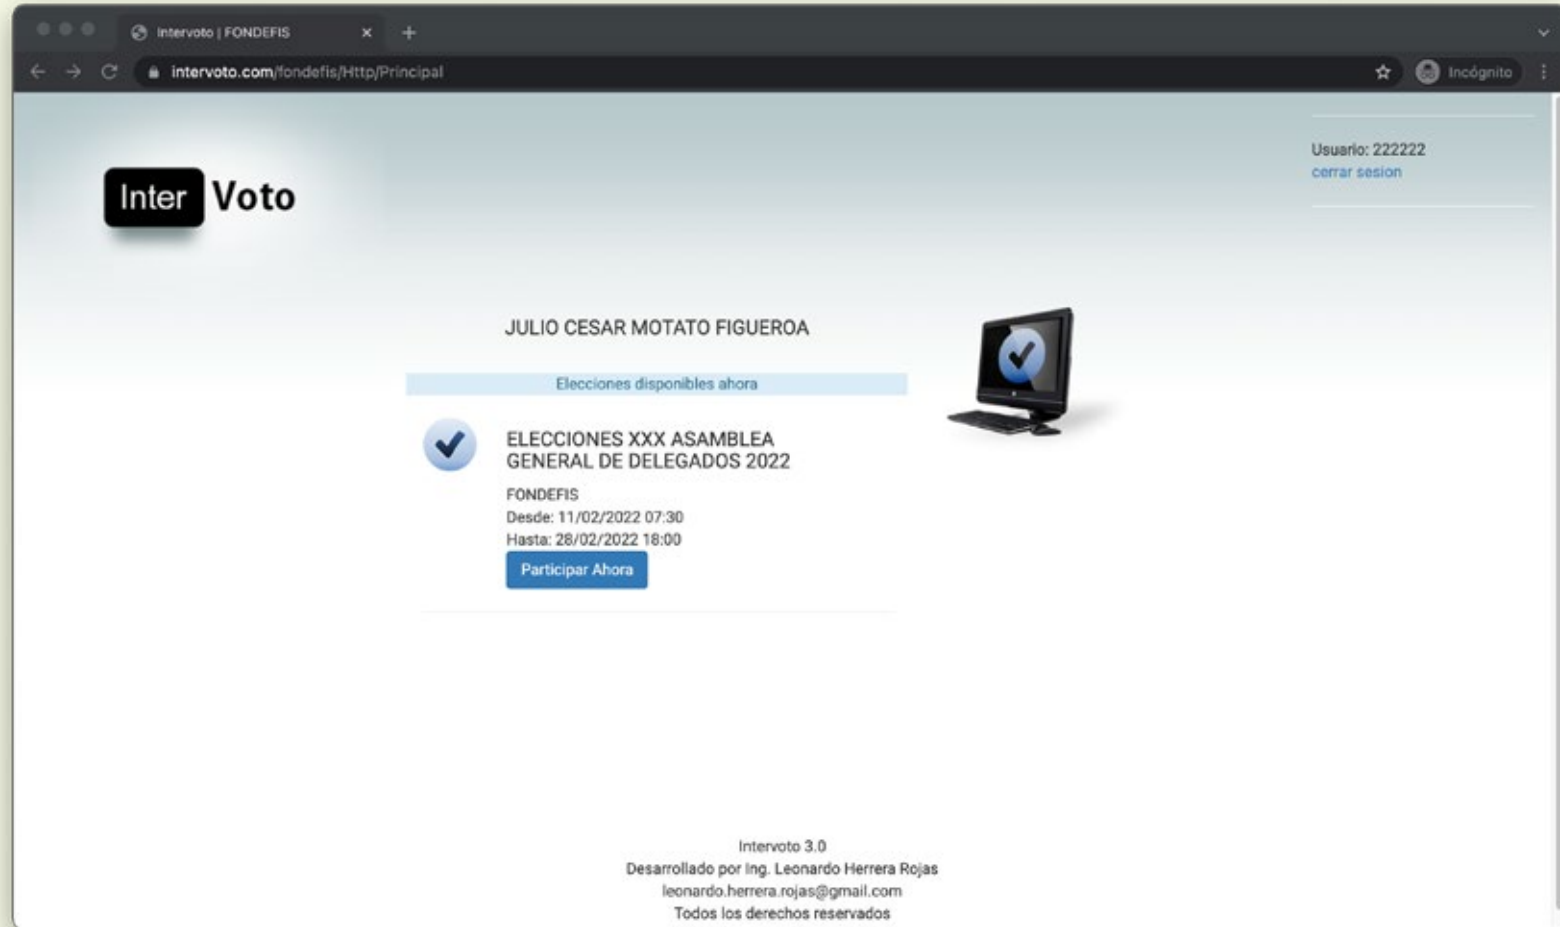 Intervoto | FONDEFIS
intervoto.com/fondefis/Http/Principal
Incógnito
Usuario: 222222
cerrar sesion
Inter Voto
JULIO CESAR MOTATO FIGUEROA
Elecciones disponibles ahora
ELECCIONES XXX ASAMBLEA
GENERAL DE DELEGADOS 2022
FONDEFIS
Desde: 11/02/2022 07:30
Hasta: 28/02/2022 18:00
Participar Ahora
Intervoto 3.0
Desarrollado por Ing. Leonardo Herrera Rojas
leonardo.herrera.rojas@gmail.com
Todos los derechos reservados